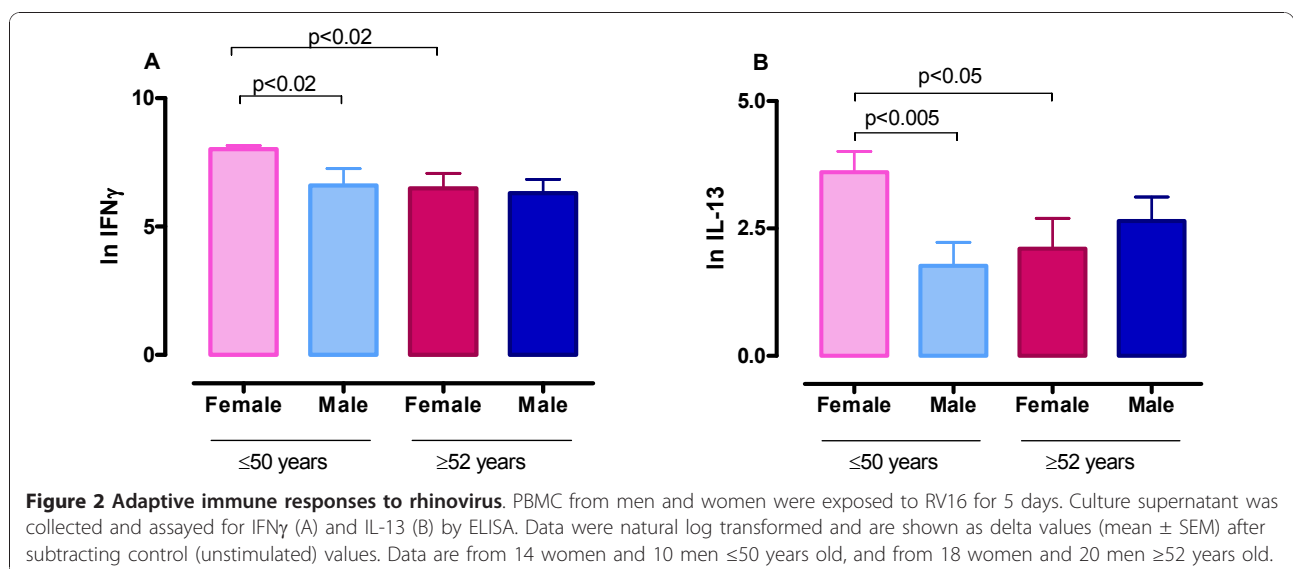 A
p<0.02
p<0.02
10
5
0
ln IFNγ
Female Male Female Male
≤50 years ≥52 years
B
p<0.05
p<0.005
5.0
2.5
0.0
ln IL-13
Female Male Female Male
≤50 years ≥52 years
Figure 2 Adaptive immune responses to rhinovirus. PBMC from men and women were exposed to RV16 for 5 days. Culture supernatant was
collected and assayed for IFNγ (A) and IL-13 (B) by ELISA. Data were natural log transformed and are shown as delta values (mean ± SEM) after
subtracting control (unstimulated) values. Data are from 14 women and 10 men ≤50 years old, and from 18 women and 20 men ≥52 years old.